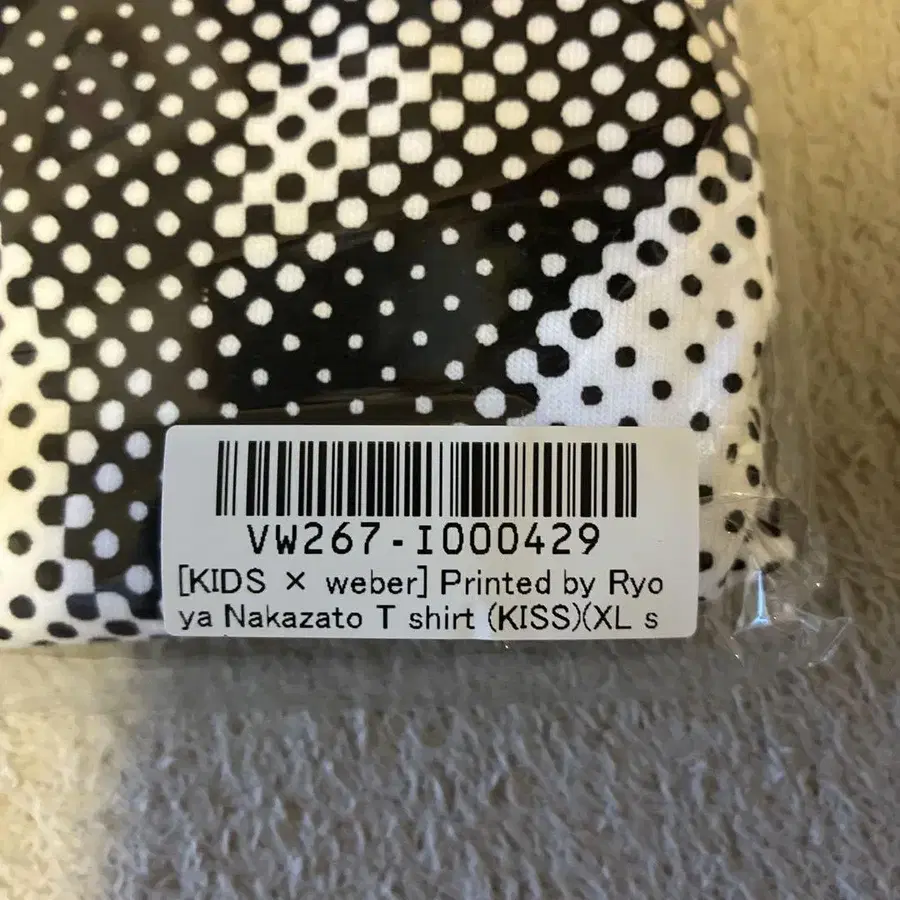 VW267-I000429
[KIDS × weber] Printed by Ryo
ya Nakazato T shirt (KISS)(XL s